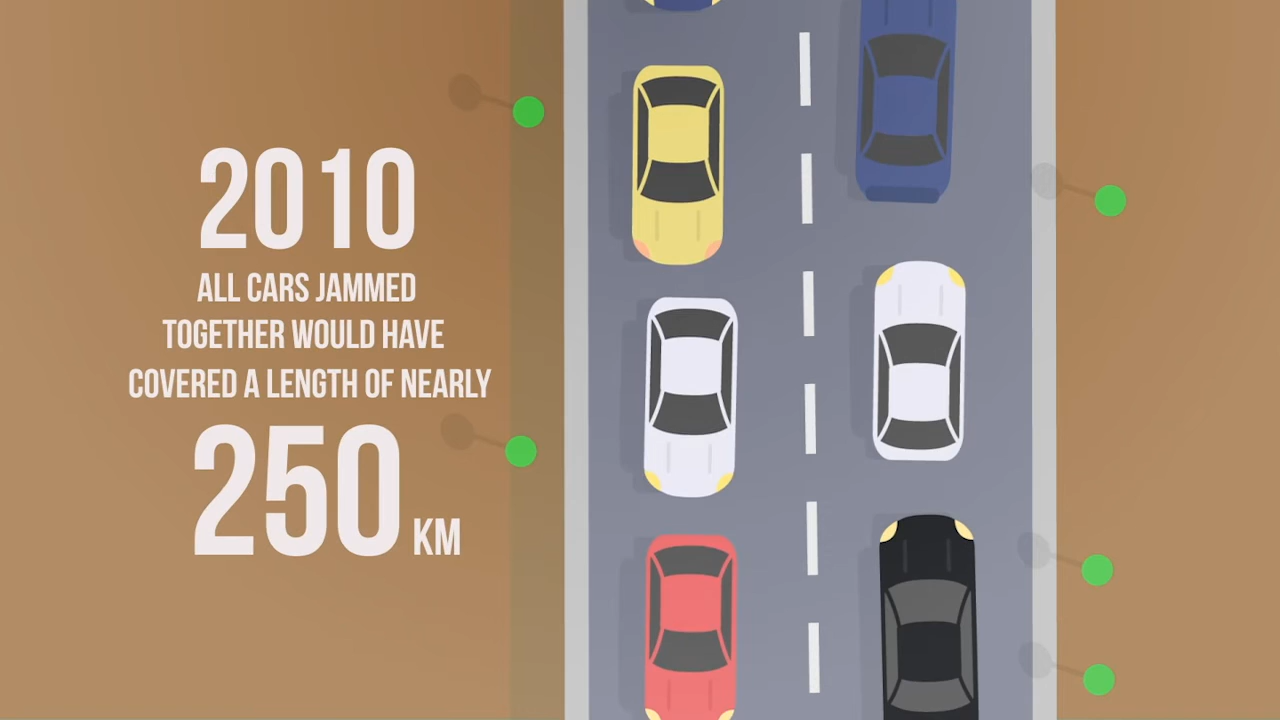 2010
ALL CARS JAMMED
TOGETHER WOULD HAVE
COVERED A LENGTH OF NEARLY
250 KM